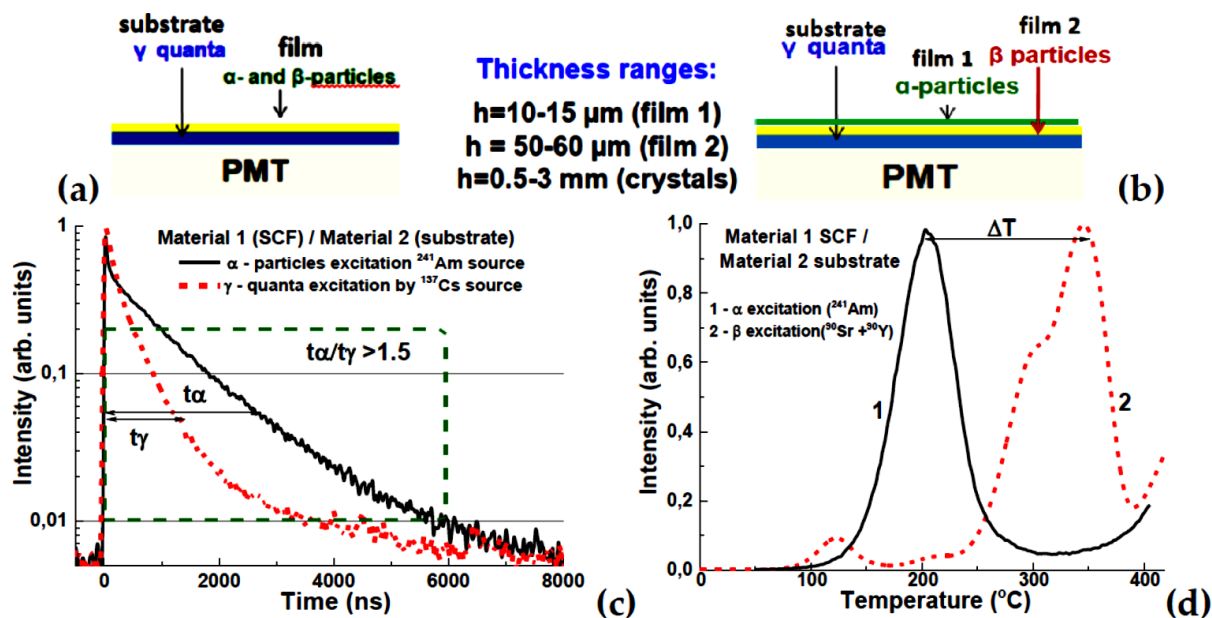 substrate
γ quanta
film
α- and β-particles
PMT
(a)
Thickness ranges:
h=10-15 μm (film 1)
h = 50-60 μm (film 2)
h=0.5-3 mm (crystals)
substrate
γ quanta
film 1
α-particles
film 2
β particles
PMT
(b)
Intensity (arb. units)
1
0,1
0,01
Material 1 (SCF) / Material 2 (substrate)
α - particles excitation ²⁴¹Am source
γ - quanta excitation by ¹³⁷Cs source
tα/tγ >1.5
tα
tγ
0 2000 4000 6000 8000
Time (ns)
(c)
Intensity (arb. units)
1,0
0,8
0,6
0,4
0,2
0,0
Material 1 SCF /
Material 2 substrate
1 - α excitation (²⁴¹Am)
2 - β excitation(⁹⁰Sr +⁹⁰Y)
ΔT
1
2
0 100 200 300 400
Temperature (°C)
(d)